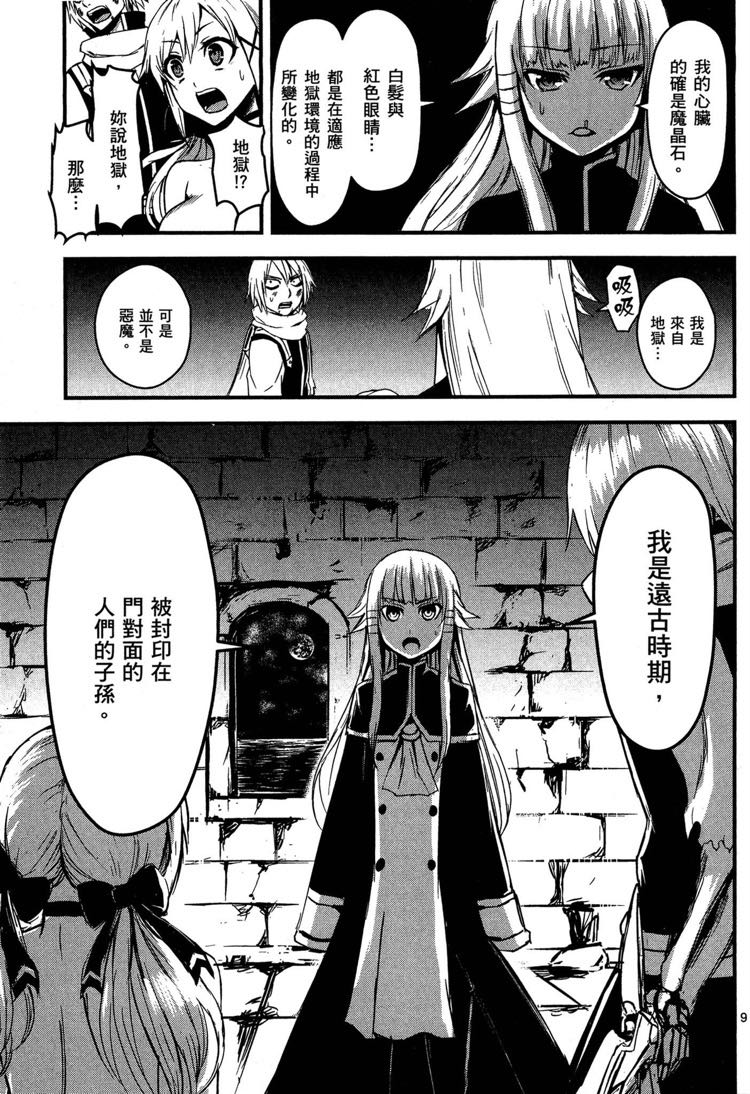 我的心臟
的確是魔晶石。
白髮與
紅色眼睛…
都是在適應
地獄環境的過程中
所變化的。
地獄!?
妳說地獄，
那麼…
我是
來自
地獄…
吸吸
可是
並不是
惡魔。
我是遠古時期，
被封印在
門對面的
人們的子孫。
9